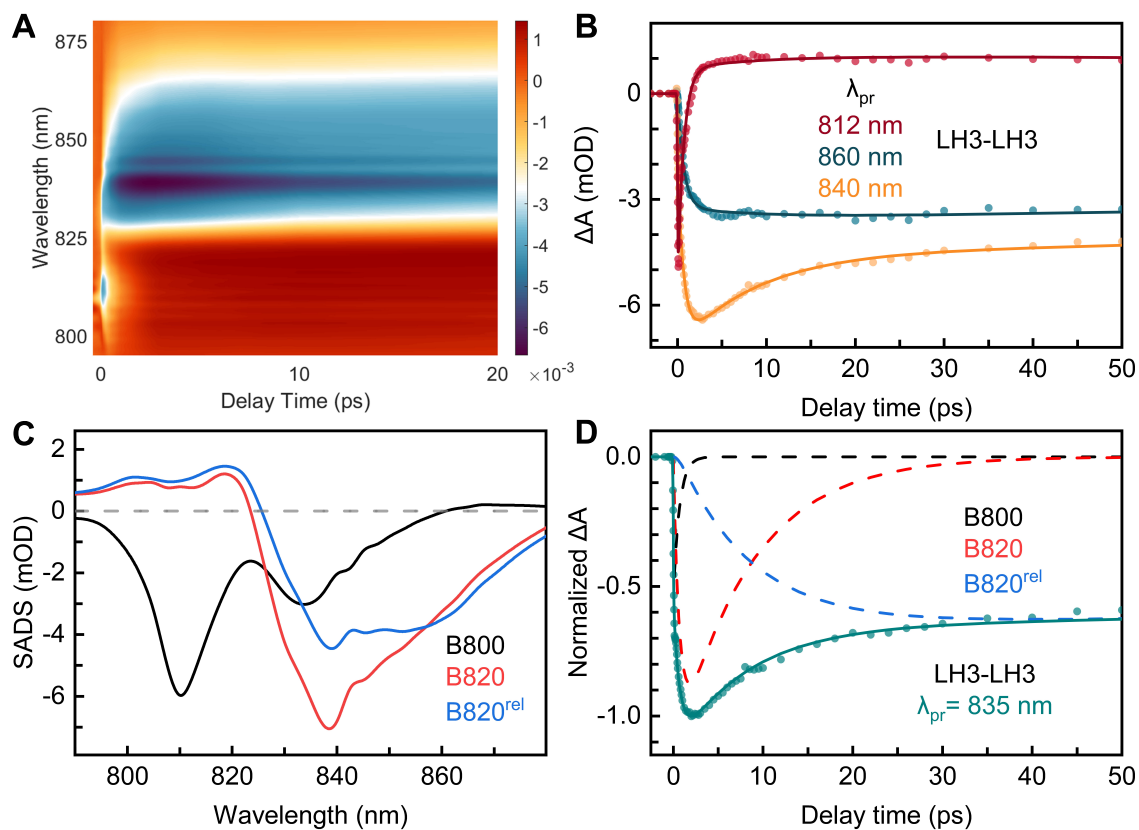 A
Wavelength (nm)
875
850
825
800
0
10
20
Delay Time (ps)
1
0
-1
-2
-3
-4
-5
-6
×10⁻³
B
ΔA (mOD)
0
-3
-6
λpr
812 nm
860 nm
840 nm
LH3-LH3
0
10
20
30
40
50
Delay time (ps)
C
SADS (mOD)
2
0
-2
-4
-6
B800
B820
B820ʳᵉˡ
800
820
840
860
Wavelength (nm)
D
Normalized ΔA
0.0
-0.5
-1.0
B800
B820
B820ʳᵉˡ
LH3-LH3
λpr= 835 nm
0
10
20
30
40
50
Delay time (ps)